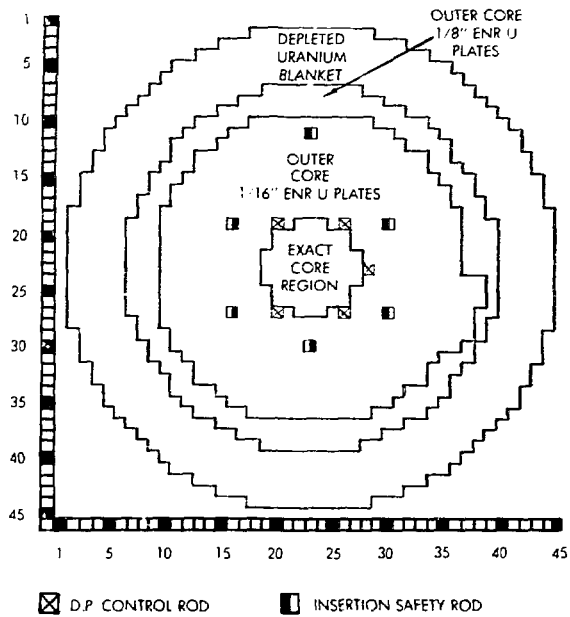 OUTER CORE
1/8" ENR U
PLATES
DEPLETED
URANIUM
BLANKET
OUTER
CORE
1/16" ENR U PLATES
EXACT
CORE
REGION
1
5
10
15
20
25
30
35
40
45
1 5 10 15 20 25 30 35 40 45
D.P CONTROL ROD
INSERTION SAFETY ROD